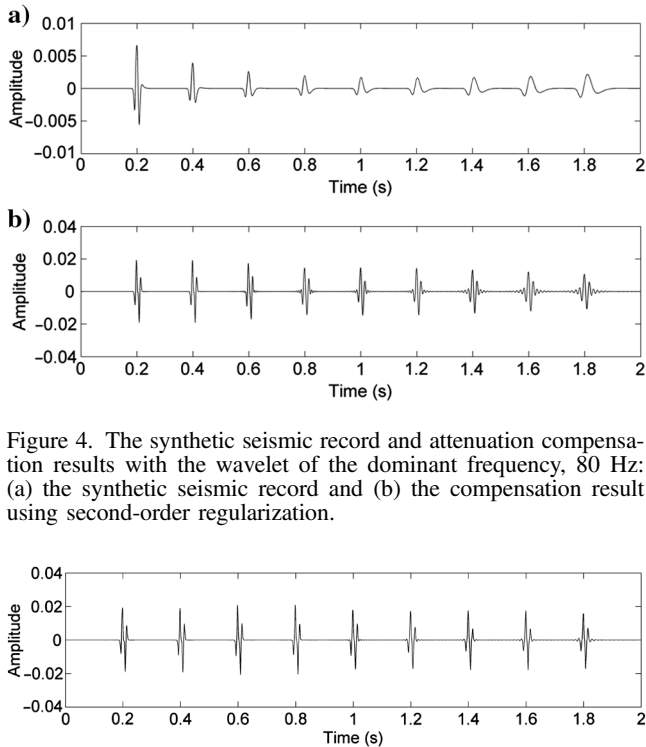 a)
0.01
0.005
0
−0.005
−0.01
Amplitude
0 0.2 0.4 0.6 0.8 1 1.2 1.4 1.6 1.8 2
Time (s)
b)
0.04
0.02
0
−0.02
−0.04
Amplitude
0 0.2 0.4 0.6 0.8 1 1.2 1.4 1.6 1.8 2
Time (s)
Figure 4. The synthetic seismic record and attenuation compensa-
tion results with the wavelet of the dominant frequency, 80 Hz:
(a) the synthetic seismic record and (b) the compensation result
using second-order regularization.
0.04
0.02
0
−0.02
−0.04
Amplitude
0 0.2 0.4 0.6 0.8 1 1.2 1.4 1.6 1.8 2
Time (s)